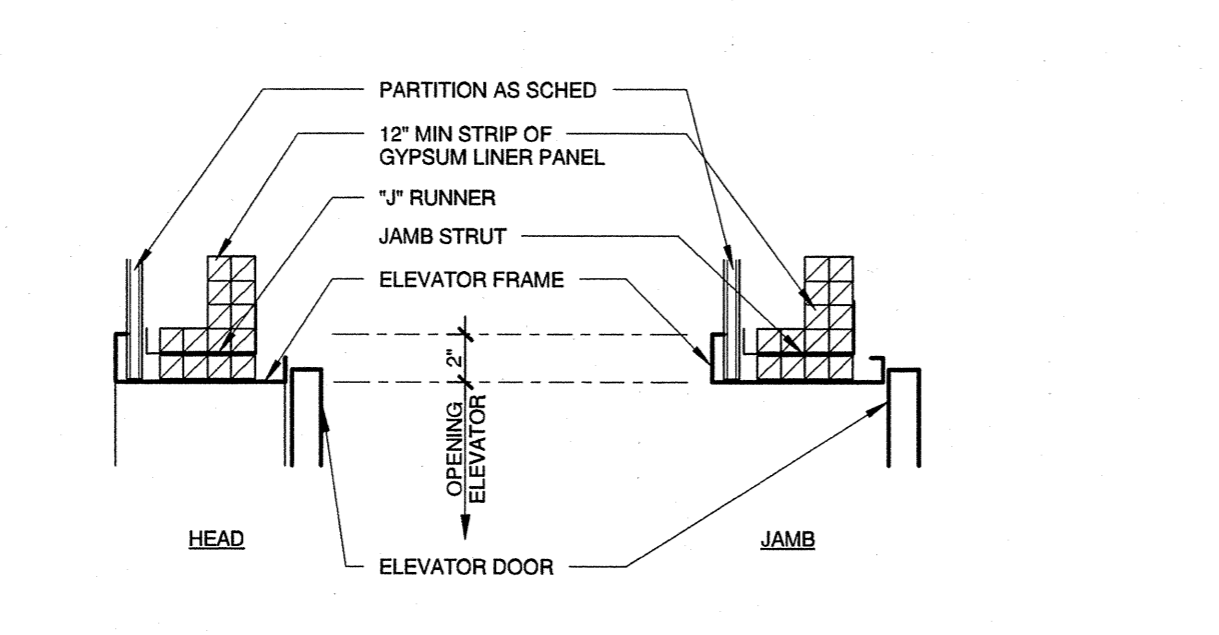 PARTITION AS SCHED
12" MIN STRIP OF
GYPSUM LINER PANEL
"J" RUNNER
JAMB STRUT
ELEVATOR FRAME
2"
OPENING
ELEVATOR
HEAD
JAMB
ELEVATOR DOOR